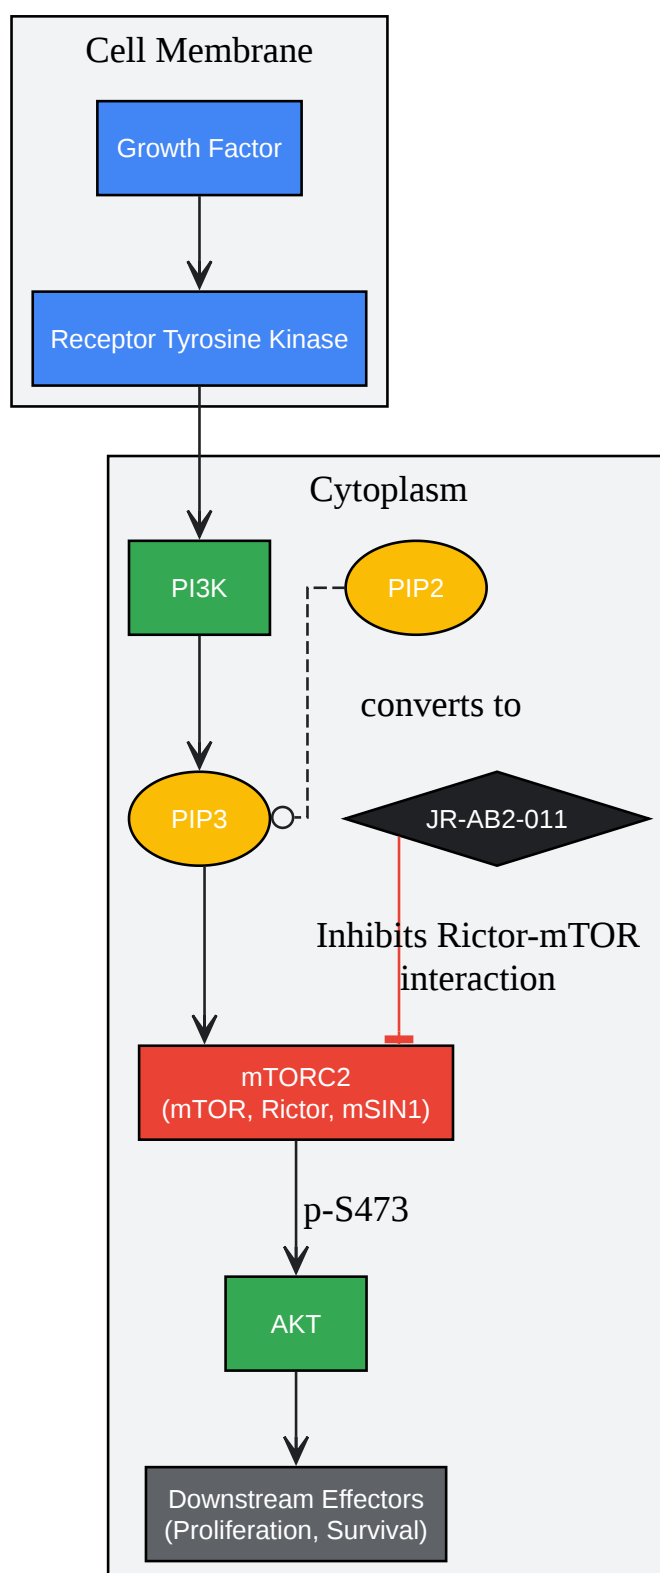 Cell Membrane
Growth Factor
Receptor Tyrosine Kinase
Cytoplasm
PI3K
PIP2
converts to
PIP3
JR-AB2-011
Inhibits Rictor-mTOR
interaction
mTORC2
(mTOR, Rictor, mSIN1)
p-S473
AKT
Downstream Effectors
(Proliferation, Survival)